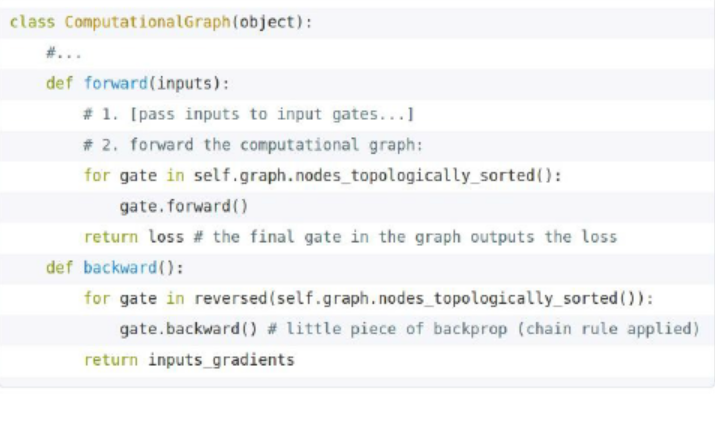 class ComputationalGraph(object):
    #...
    def forward(inputs):
        # 1. [pass inputs to input gates...]
        # 2. forward the computational graph:
        for gate in self.graph.nodes_topologically_sorted():
            gate.forward()
        return loss # the final gate in the graph outputs the loss
    def backward():
        for gate in reversed(self.graph.nodes_topologically_sorted()):
            gate.backward() # little piece of backprop (chain rule applied)
        return inputs_gradients